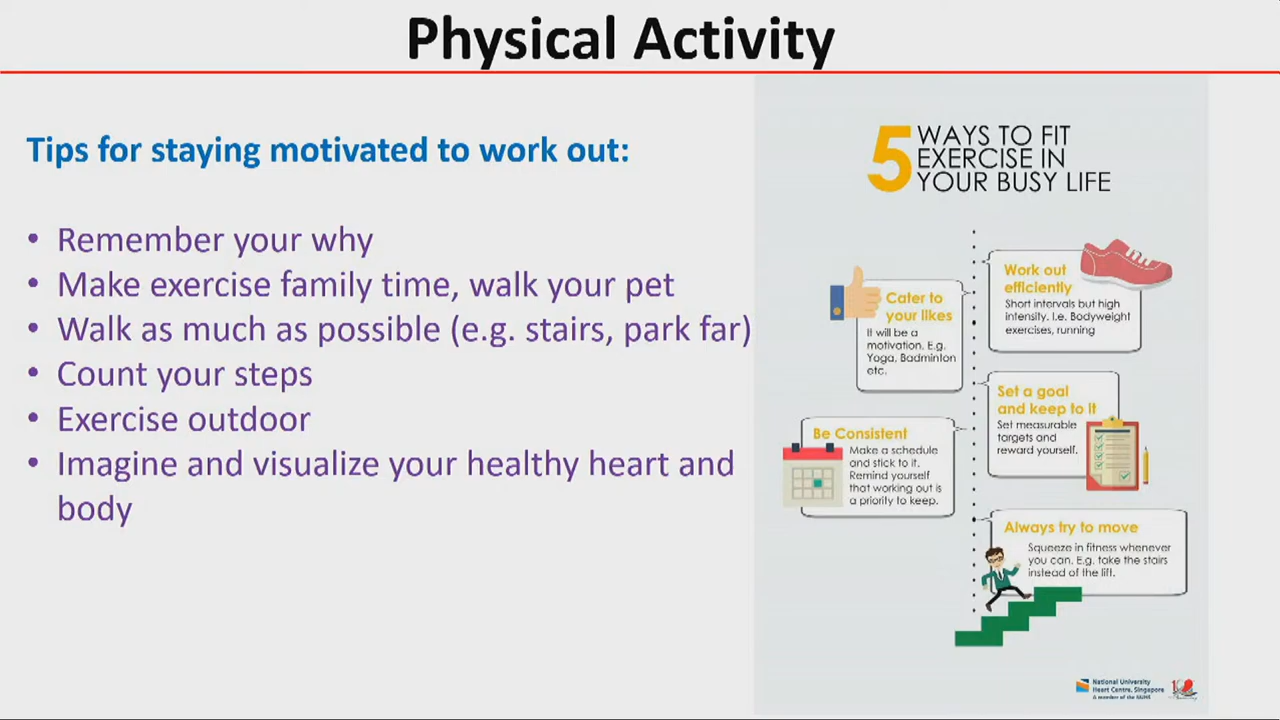 Physical Activity
Tips for staying motivated to work out:
• Remember your why
• Make exercise family time, walk your pet
• Walk as much as possible (e.g. stairs, park far)
• Count your steps
• Exercise outdoor
• Imagine and visualize your healthy heart and
body
5 WAYS TO FIT
EXERCISE IN
YOUR BUSY LIFE
Work out
efficiently
Short intervals but high
intensity. I.e. Bodyweight
exercises, running
Cater to
your likes
It will be a
motivation. E.g.
Yoga, Badminton
etc.
Set a goal
and keep to it
Set measurable
targets and
reward yourself.
Be Consistent
Make a schedule
and stick to it.
Remind yourself
that working out is
a priority to keep.
Always try to move
Squeeze in fitness whenever
you can. E.g. take the stairs
instead of the lift.
National University
Heart Centre, Singapore
A member of the NUHS